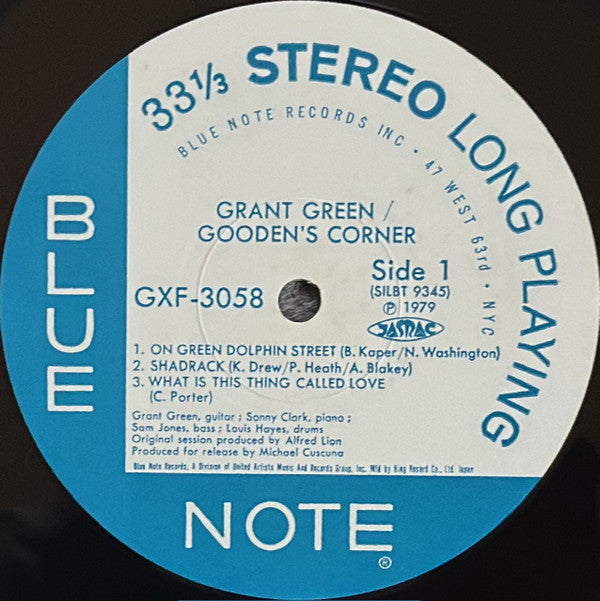 33⅓ STEREO LONG PLAYING
BLUE NOTE RECORDS INC • 47 WEST 63rd • NYC
GRANT GREEN /
GOODEN'S CORNER
BLUE
GXF-3058
Side 1
(SILBT 9345)
℗ 1979
JASRAC
1. ON GREEN DOLPHIN STREET (B. Kaper/N. Washington)
2. SHADRACK (K. Drew/P. Heath/A. Blakey)
3. WHAT IS THIS THING CALLED LOVE
(C. Porter)
Grant Green, guitar ; Sonny Clark, piano ;
Sam Jones, bass ; Louis Hayes, drums
Original session produced by Alfred Lion
Produced for release by Michael Cuscuna
Blue Note Records, A Division of United Artists Music And Records Group, Inc. Mfd by King Record Co., Ltd. Japan
NOTE®